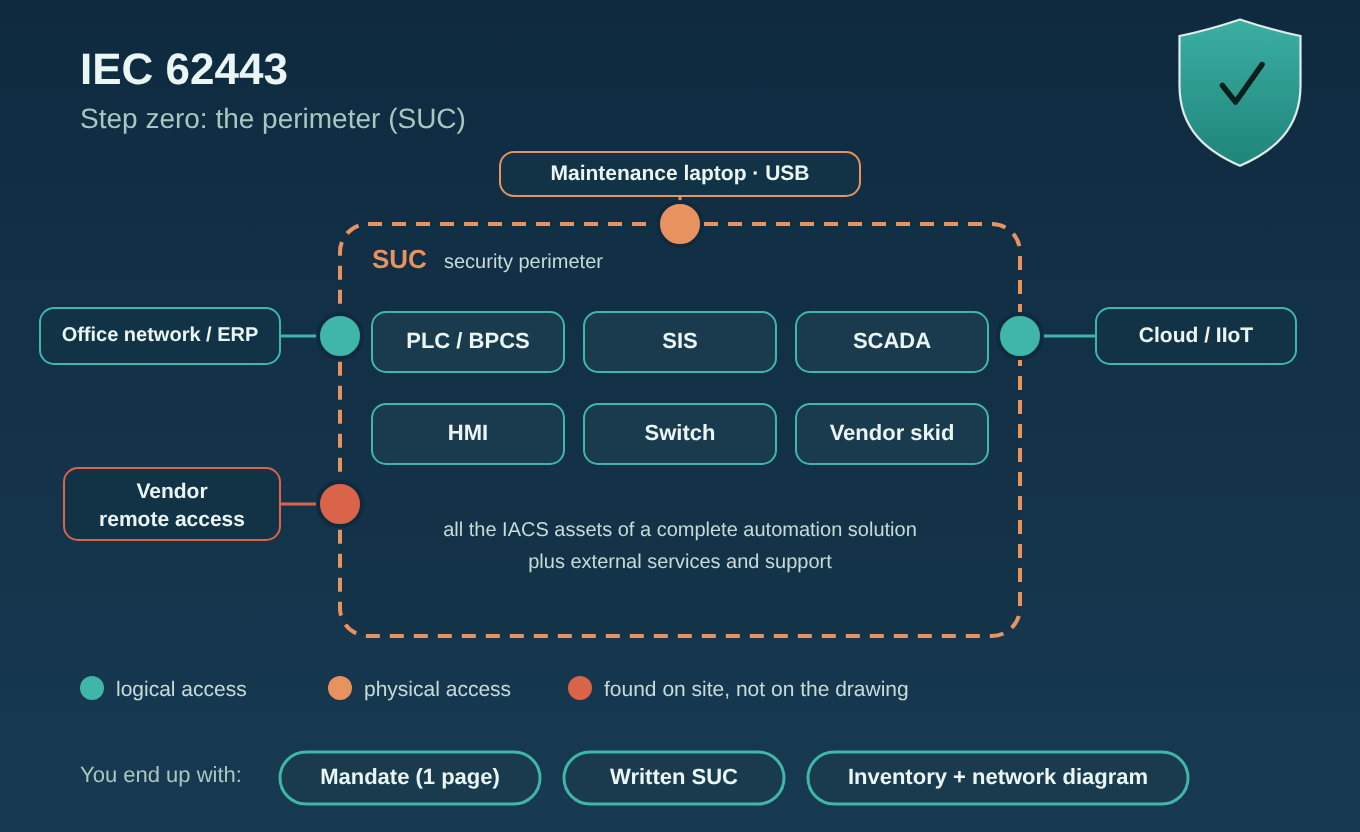 IEC 62443
Step zero: the perimeter (SUC)
Maintenance laptop · USB
SUC security perimeter
Office network / ERP
PLC / BPCS
SIS
SCADA
Cloud / IIoT
HMI
Switch
Vendor skid
Vendor
remote access
all the IACS assets of a complete automation solution
plus external services and support
logical access
physical access
found on site, not on the drawing
You end up with:
Mandate (1 page)
Written SUC
Inventory + network diagram